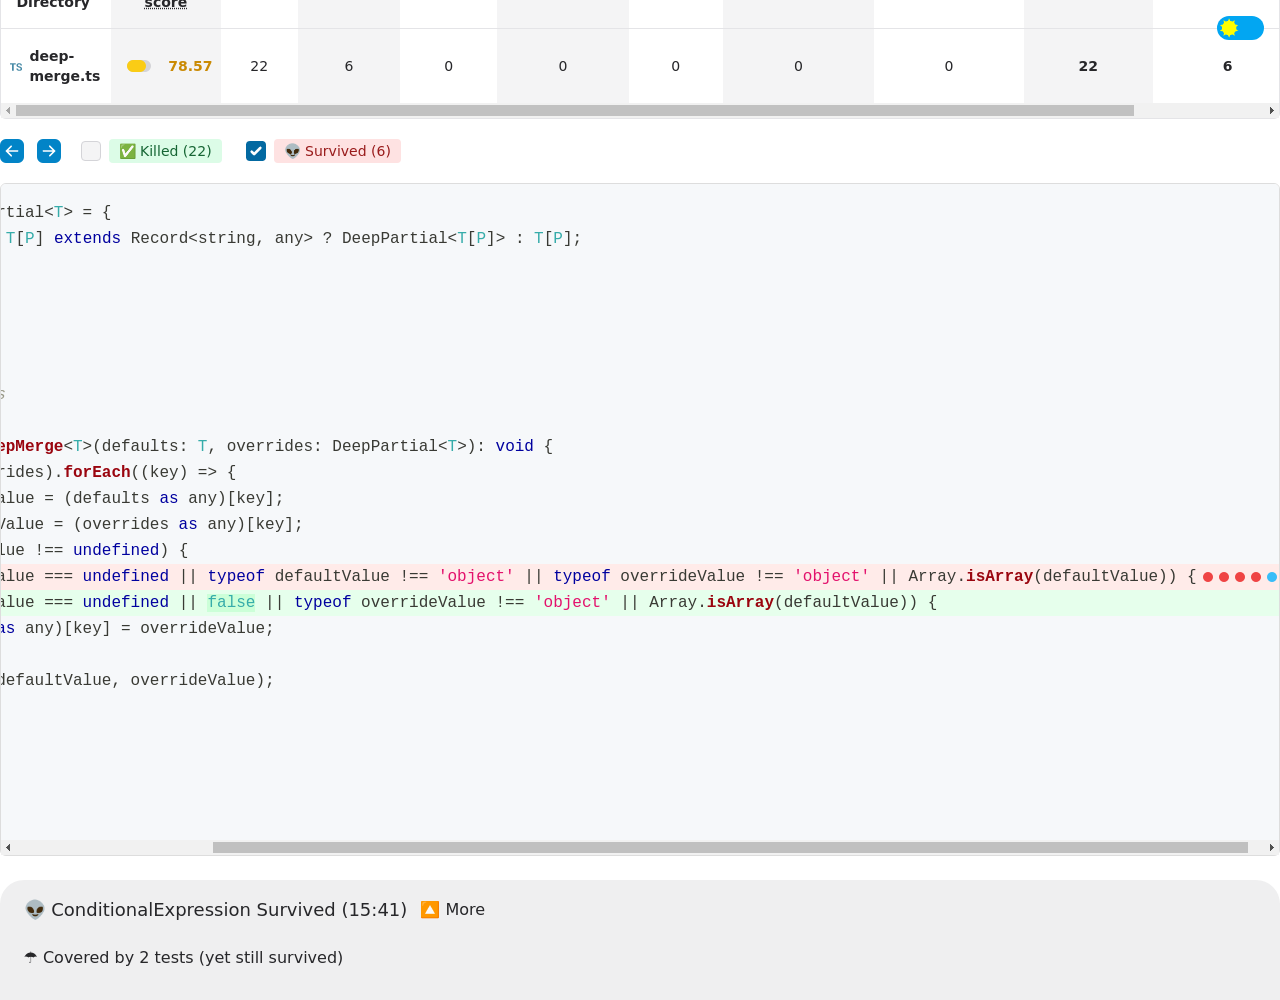 Directory score
TS deep-merge.ts 78.57 22 6 0 0 0 0 0 22 6
✅ Killed (22) 👽 Survived (6)
rtial<T> = {
T[P] extends Record<string, any> ? DeepPartial<T[P]> : T[P];
s
epMerge<T>(defaults: T, overrides: DeepPartial<T>): void {
rides).forEach((key) => {
alue = (defaults as any)[key];
Value = (overrides as any)[key];
lue !== undefined) {
alue === undefined || typeof defaultValue !== 'object' || typeof overrideValue !== 'object' || Array.isArray(defaultValue)) {
alue === undefined || false || typeof overrideValue !== 'object' || Array.isArray(defaultValue)) {
as any)[key] = overrideValue;
defaultValue, overrideValue);
👽 ConditionalExpression Survived (15:41) 🔼 More
☂ Covered by 2 tests (yet still survived)